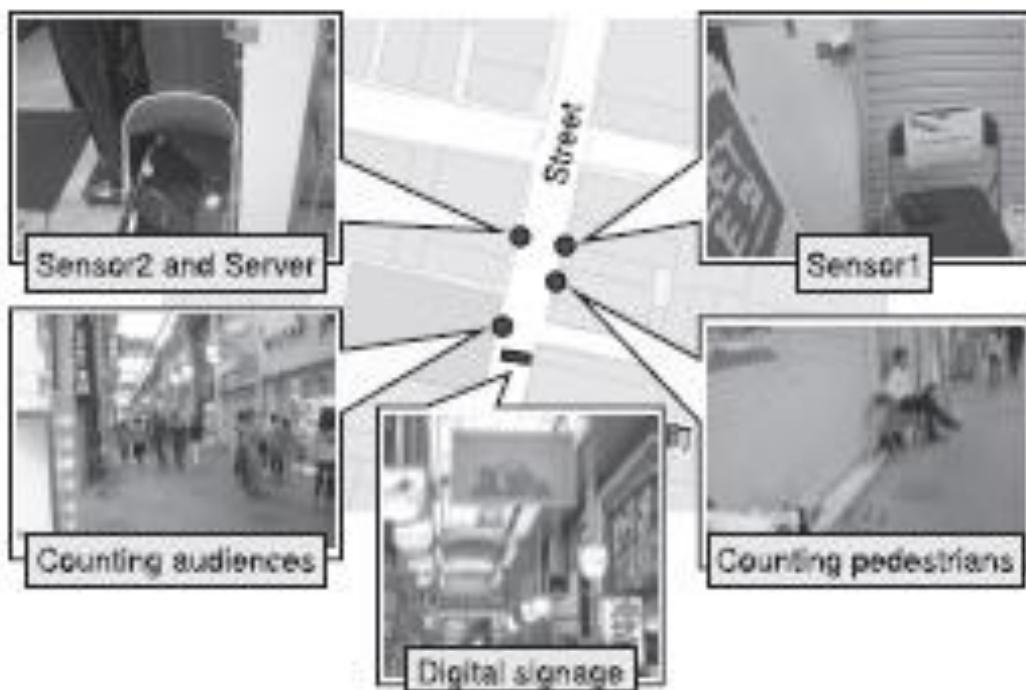 Street
Sensor2 and Server
Sensor1
Counting audiences
Counting pedestrians
Digital signage